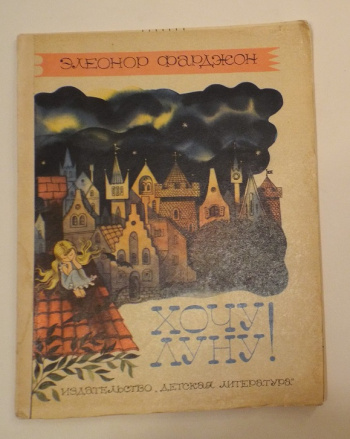 ЭЛЕОНОР ФАРДЖОН
ХОЧУ
ЛУНУ!
ИЗДАТЕЛЬСТВО „ДЕТСКАЯ ЛИТЕРАТУРА"